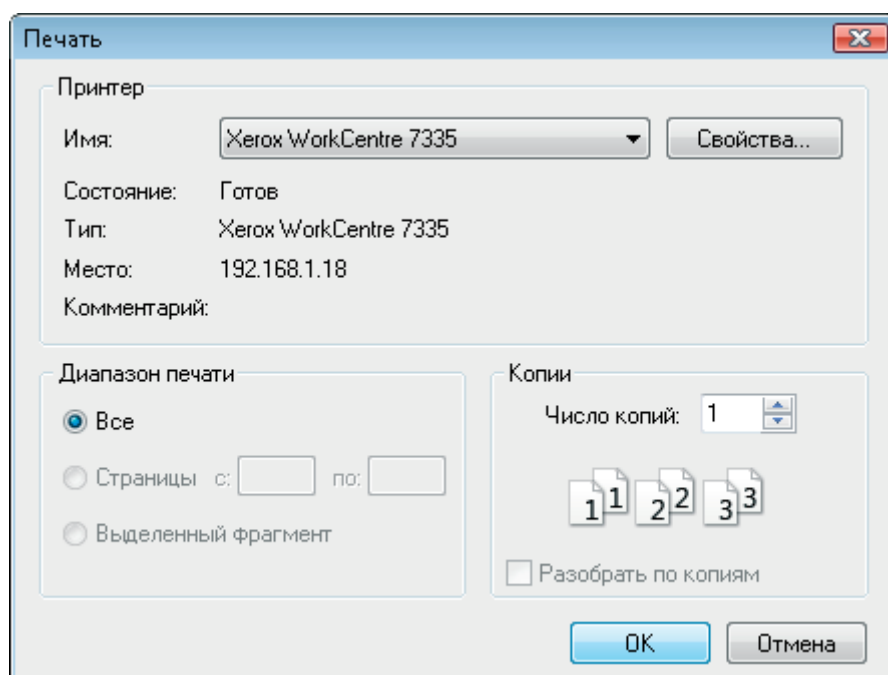 Печать
Принтер
Имя: Xerox WorkCentre 7335 Свойства...
Состояние: Готов
Тип: Xerox WorkCentre 7335
Место: 192.168.1.18
Комментарий:
Диапазон печати
Все
Страницы с: по:
Выделенный фрагмент
Копии
Число копий: 1
1 1 2 2 3 3
Разобрать по копиям
OK Отмена